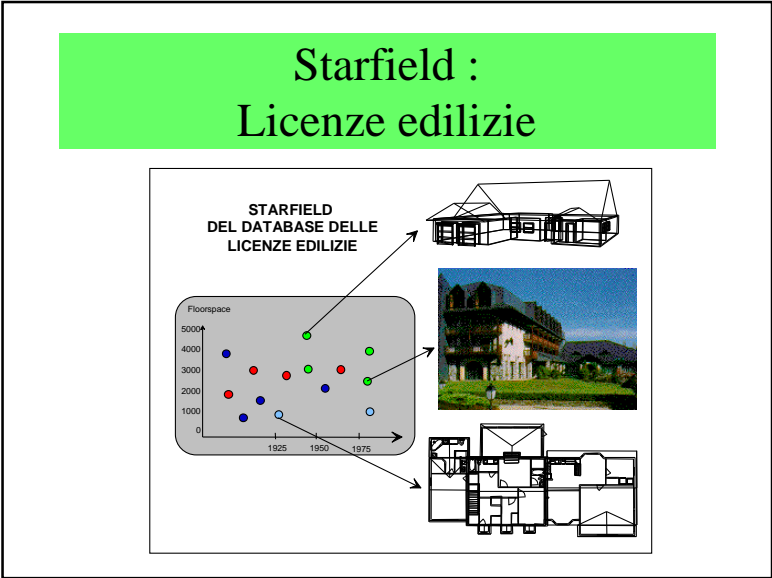 Starfield :
Licenze edilizie
STARFIELD
DEL DATABASE DELLE
LICENZE EDILIZIE
Floorspace
5000
4000
3000
2000
1000
0
1925 1950 1975